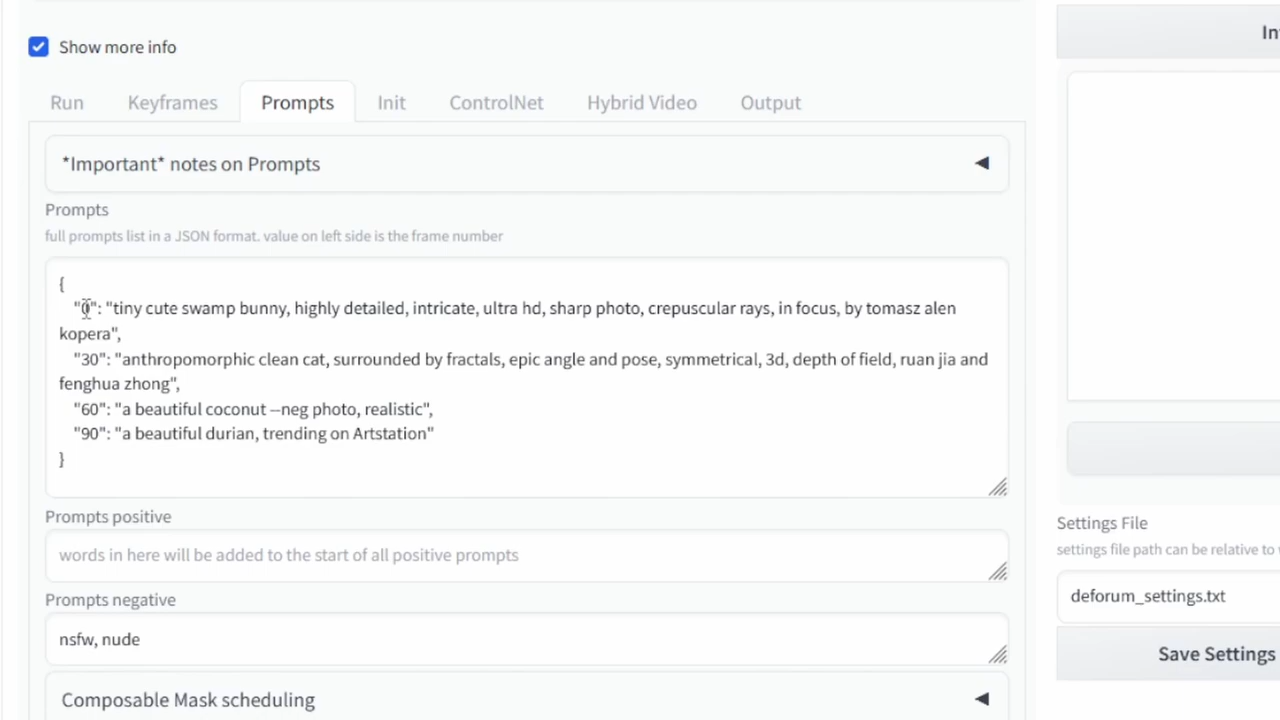 Show more info
Run Keyframes Prompts Init ControlNet Hybrid Video Output
*Important* notes on Prompts
Prompts
full prompts list in a JSON format. value on left side is the frame number
{
"0": "tiny cute swamp bunny, highly detailed, intricate, ultra hd, sharp photo, crepuscular rays, in focus, by tomasz alen
kopera",
"30": "anthropomorphic clean cat, surrounded by fractals, epic angle and pose, symmetrical, 3d, depth of field, ruan jia and
fenghua zhong",
"60": "a beautiful coconut --neg photo, realistic",
"90": "a beautiful durian, trending on Artstation"
}
Prompts positive
words in here will be added to the start of all positive prompts
Prompts negative
nsfw, nude
Composable Mask scheduling
Settings File
settings file path can be relative to
deforum_settings.txt
Save Settings